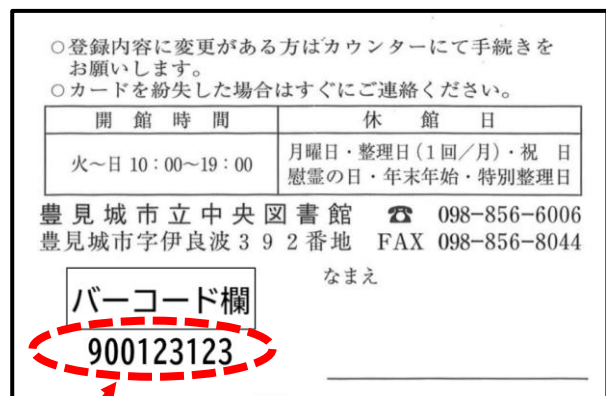 ○登録内容に変更がある方はカウンターにて手続きを
お願いします。
○カードを紛失した場合はすぐにご連絡ください。
開館時間 休館日
火～日 10：00～19：00 月曜日・整理日(1回／月)・祝日
慰霊の日・年末年始・特別整理日
豊見城市立中央図書館 ☎ 098-856-6006
豊見城市字伊良波392番地 FAX 098-856-8044
なまえ
バーコード欄
900123123